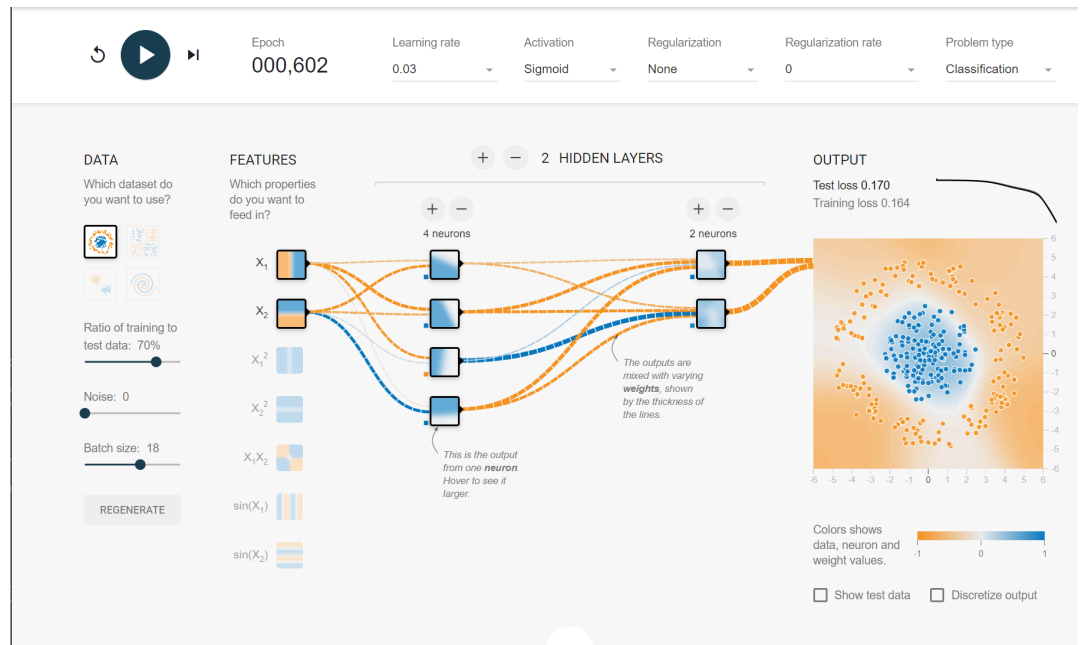 Epoch
000,602
Learning rate
0.03
Activation
Sigmoid
Regularization
None
Regularization rate
0
Problem type
Classification
DATA
Which dataset do
you want to use?
Ratio of training to
test data: 70%
Noise: 0
Batch size: 18
REGENERATE
FEATURES
Which properties
do you want to
feed in?
X₁
X₂
X₁²
X₂²
X₁X₂
sin(X₁)
sin(X₂)
+ − 2 HIDDEN LAYERS
+ −
4 neurons
+ −
2 neurons
This is the output
from one neuron.
Hover to see it
larger.
The outputs are
mixed with varying
weights, shown
by the thickness of
the lines.
OUTPUT
Test loss 0.170
Training loss 0.164
6
5
4
3
2
1
0
-1
-2
-3
-4
-5
-6
-6 -5 -4 -3 -2 -1 0 1 2 3 4 5 6
Colors shows
data, neuron and
weight values.
-1 0 1
Show test data
Discretize output